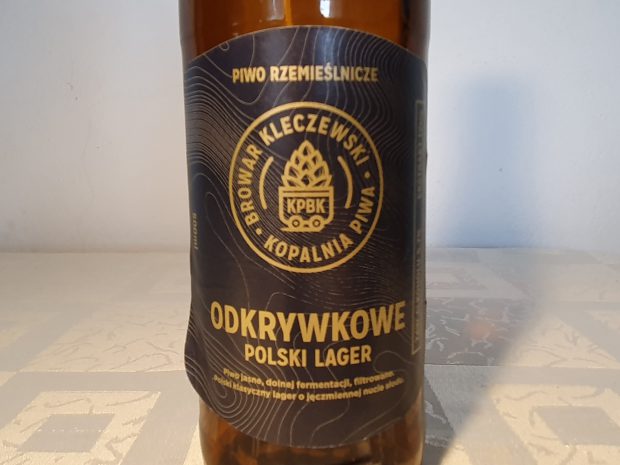 PIWO RZEMIEŚLNICZE
BROWAR KLECZEWSKI
KPBK
KOPALNIA PIWA
500ml
ODKRYWKOWE
POLSKI LAGER
Piwo jasne, dolnej fermentacji, filtrowane.
Polski klasyczny lager o jęczmiennej nucie słodu.